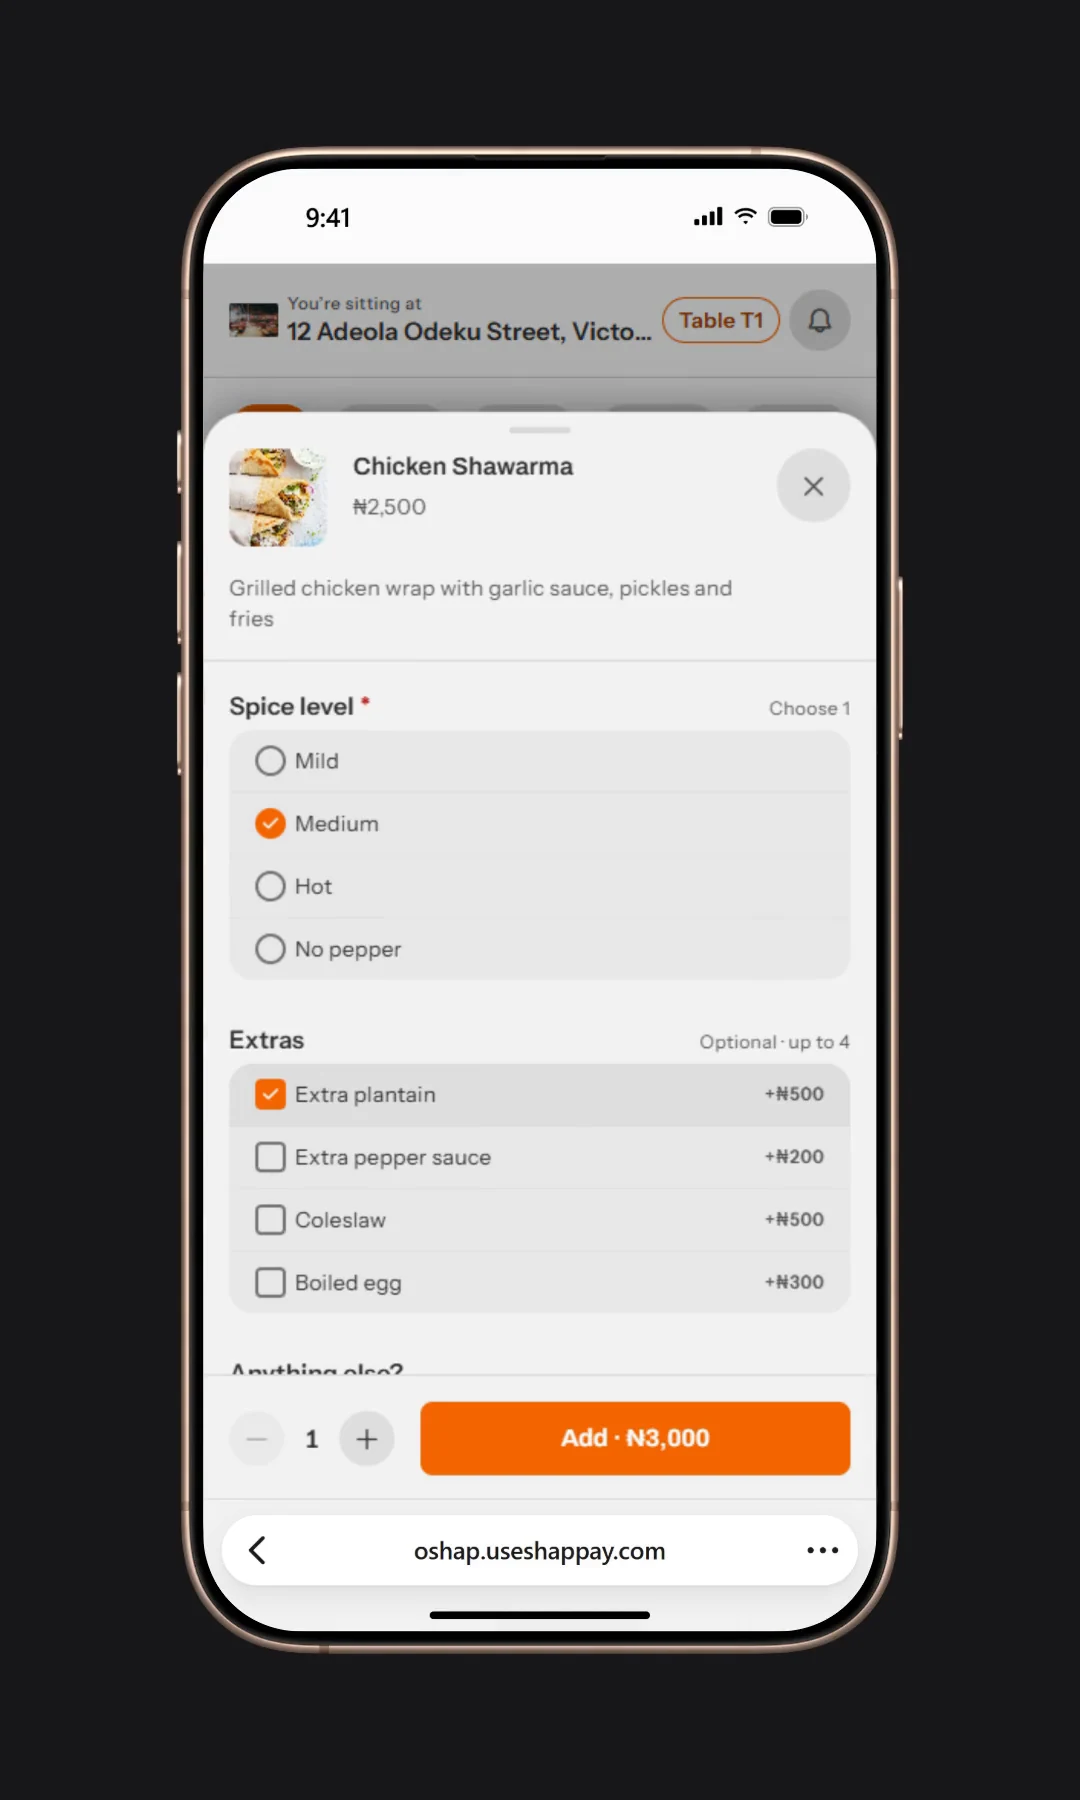 9:41
You're sitting at
12 Adeola Odeku Street, Victo...
Table T1
Chicken Shawarma
₦2,500
Grilled chicken wrap with garlic sauce, pickles and
fries
Spice level *
Choose 1
Mild
Medium
Hot
No pepper
Extras
Optional · up to 4
Extra plantain
+₦500
Extra pepper sauce
+₦200
Coleslaw
+₦500
Boiled egg
+₦300
Anything else?
1
Add · ₦3,000
oshap.useshappay.com